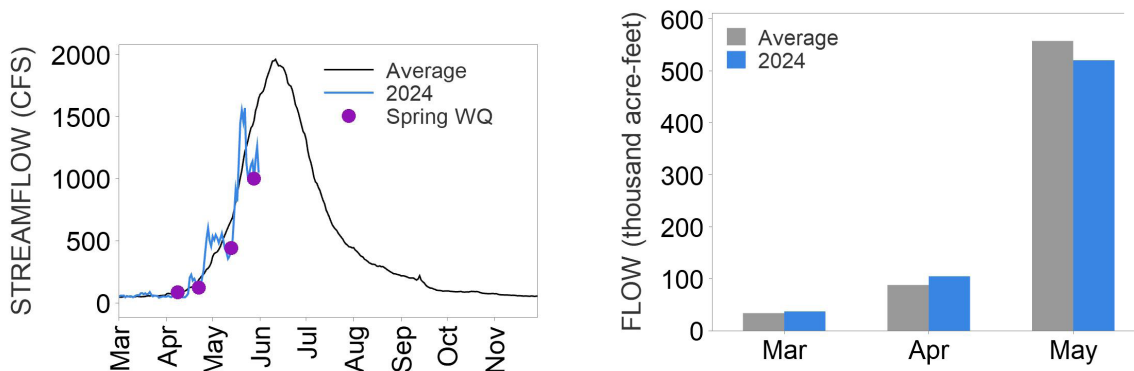 STREAMFLOW (CFS)
2000
1500
1000
500
0
Average
2024
Spring WQ
Mar
Apr
May
Jun
Jul
Aug
Sep
Oct
Nov
FLOW (thousand acre-feet)
600
500
400
300
200
100
0
Average
2024
Mar
Apr
May